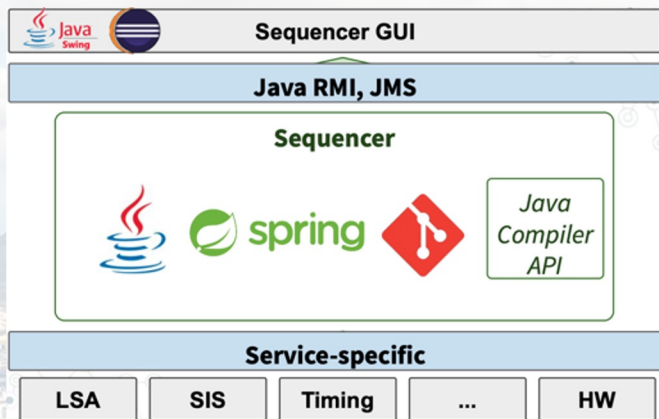 Java
Swing
Sequencer GUI
Java RMI, JMS
Sequencer
spring
Java
Compiler
API
Service-specific
LSA SIS Timing ... HW